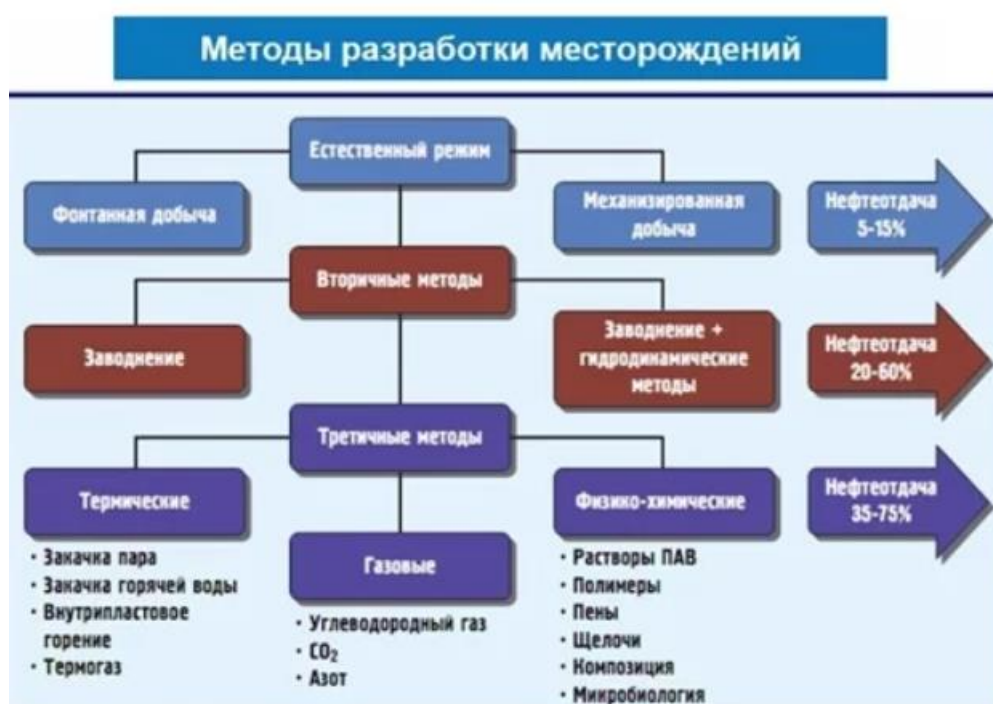 Методы разработки месторождений
Естественный режим
Фонтанная добыча
Механизированная
добыча
Нефтеотдача
5-15%
Вторичные методы
Заводнение
Заводнение +
гидродинамические
методы
Нефтеотдача
20-60%
Третичные методы
Термические
Физико-химические
Нефтеотдача
35-75%
• Закачка пара
• Закачка горячей воды
• Внутрипластовое
горение
• Термогаз
Газовые
• Углеводородный газ
• CO₂
• Азот
• Растворы ПАВ
• Полимеры
• Пены
• Щелочи
• Композиция
• Микробиология